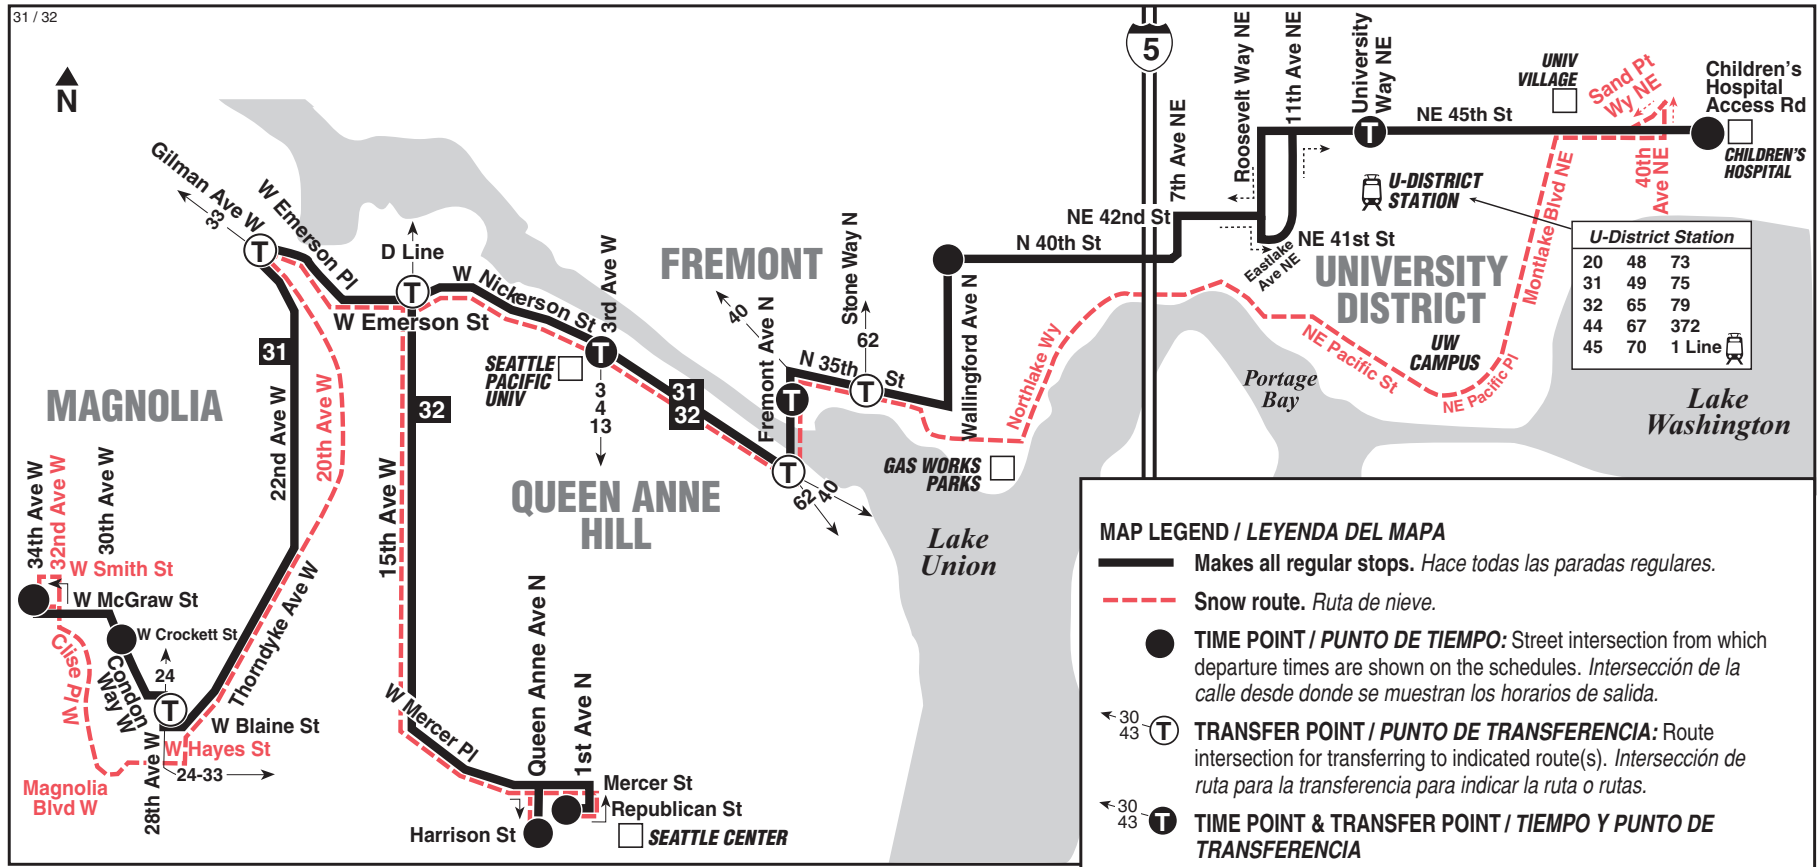 31 / 32
N
5
Gilman Ave W
33
T
W Emerson Pl
D Line
T
W Emerson St
W Nickerson St
3rd Ave W
T
3
4
13
SEATTLE
PACIFIC
UNIV
31
22nd Ave W
20th Ave W
32
15th Ave W
31
32
MAGNOLIA
QUEEN ANNE
HILL
FREMONT
40
Fremont Ave N
T
T
62
40
N 35th St
Stone Way N
62
T
Wallingford Ave N
Northlake Wy
GAS WORKS
PARKS
Lake
Union
N 40th St
7th Ave NE
NE 42nd St
Roosevelt Way NE
11th Ave NE
NE 41st St
Eastlake
Ave NE
University
Way NE
T
NE 45th St
UNIV
VILLAGE
Sand Pt
Wy NE
Children's
Hospital
Access Rd
CHILDREN'S
HOSPITAL
40th
Ave NE
U-DISTRICT
STATION
Montlake Blvd NE
UNIVERSITY
DISTRICT
UW
CAMPUS
NE Pacific St
NE Pacific Pl
Portage
Bay
U-District Station
20 48 73
31 49 75
32 65 79
44 67 372
45 70 1 Line
Lake
Washington
34th Ave W
32nd Ave W
30th Ave W
W Smith St
W McGraw St
W Crockett St
Clise Pl W
Condon
Way W
24
T
Thorndyke Ave W
W Blaine St
W Hayes St
24-33
28th Ave W
Magnolia
Blvd W
W Mercer Pl
Queen Anne Ave N
1st Ave N
Mercer St
Republican St
Harrison St
SEATTLE CENTER
MAP LEGEND / LEYENDA DEL MAPA
Makes all regular stops. Hace todas las paradas regulares.
Snow route. Ruta de nieve.
TIME POINT / PUNTO DE TIEMPO: Street intersection from which
departure times are shown on the schedules. Intersección de la
calle desde donde se muestran los horarios de salida.
30
43
T
TRANSFER POINT / PUNTO DE TRANSFERENCIA: Route
intersection for transferring to indicated route(s). Intersección de
ruta para la transferencia para indicar la ruta o rutas.
30
43
T
TIME POINT & TRANSFER POINT / TIEMPO Y PUNTO DE
TRANSFERENCIA